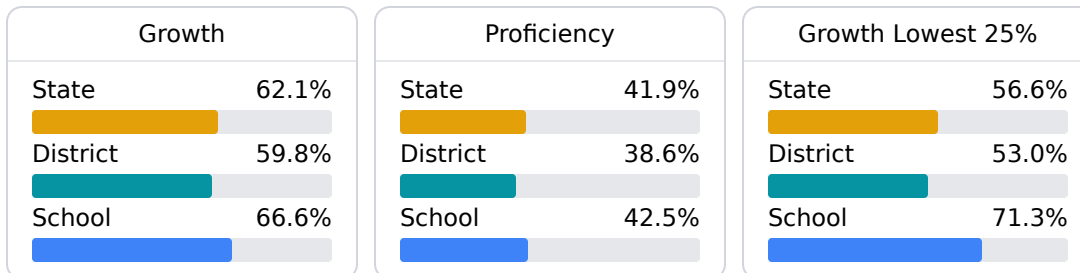 Growth
State 62.1%
District 59.8%
School 66.6%
Proficiency
State 41.9%
District 38.6%
School 42.5%
Growth Lowest 25%
State 56.6%
District 53.0%
School 71.3%